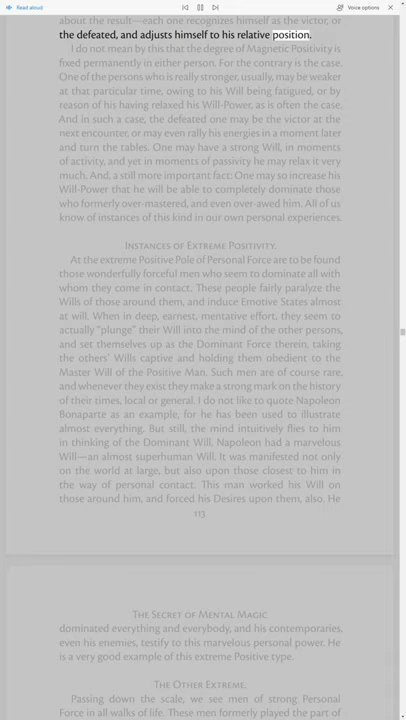 Read aloud
Voice options
about the result—each one recognizes himself as the victor, or
the defeated, and adjusts himself to his relative position.
I do not mean by this that the degree of Magnetic Positivity is
fixed permanently in either person. For the contrary is the case.
One of the persons who is really stronger, usually, may be weaker
at that particular time, owing to his Will being fatigued, or by
reason of his having relaxed his Will-Power, as is often the case.
And in such a case, the defeated one may be the victor at the
next encounter, or may even rally his energies in a moment later
and turn the tables. One may have a strong Will, in moments
of activity, and yet in moments of passivity he may relax it very
much. And, a still more important fact: One may so increase his
Will-Power that he will be able to completely dominate those
who formerly over-mastered, and even over-awed him. All of us
know of instances of this kind in our own personal experiences.
Instances of Extreme Positivity.
At the extreme Positive Pole of Personal Force are to be found
those wonderfully forceful men who seem to dominate all with
whom they come in contact. These people fairly paralyze the
Wills of those around them, and induce Emotive States almost
at will. When in deep, earnest, mentative effort, they seem to
actually “plunge” their Will into the mind of the other persons,
and set themselves up as the Dominant Force therein, taking
the others’ Wills captive and holding them obedient to the
Master Will of the Positive Man. Such men are of course rare,
and whenever they exist they make a strong mark on the history
of their times, local or general. I do not like to quote Napoleon
Bonaparte as an example, for he has been used to illustrate
almost everything. But still, the mind intuitively flies to him
in thinking of the Dominant Will. Napoleon had a marvelous
Will—an almost superhuman Will. It was manifested not only
on the world at large, but also upon those closest to him in
the way of personal contact. This man worked his Will on
those around him, and forced his Desires upon them, also. He
113
The Secret of Mental Magic
dominated everything and everybody, and his contemporaries,
even his enemies, testify to this marvelous personal power. He
is a very good example of this extreme Positive type.
The Other Extreme.
Passing down the scale, we see men of strong Personal
Force in all walks of life. These men formerly played the part of